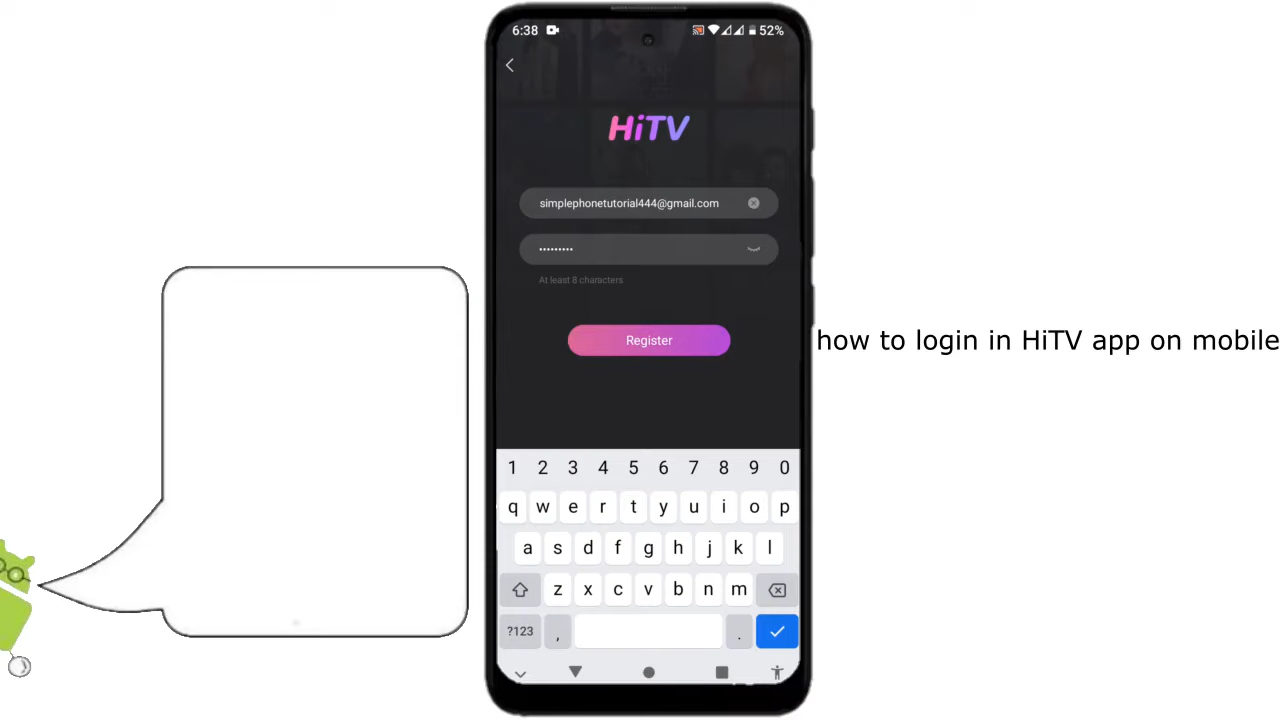 6:38 52%
HiTV
simplephonetutorial444@gmail.com
•••••••••
At least 8 characters
Register
how to login in HiTV app on mobile
1 2 3 4 5 6 7 8 9 0
q w e r t y u i o p
a s d f g h j k l
z x c v b n m
?123 , .